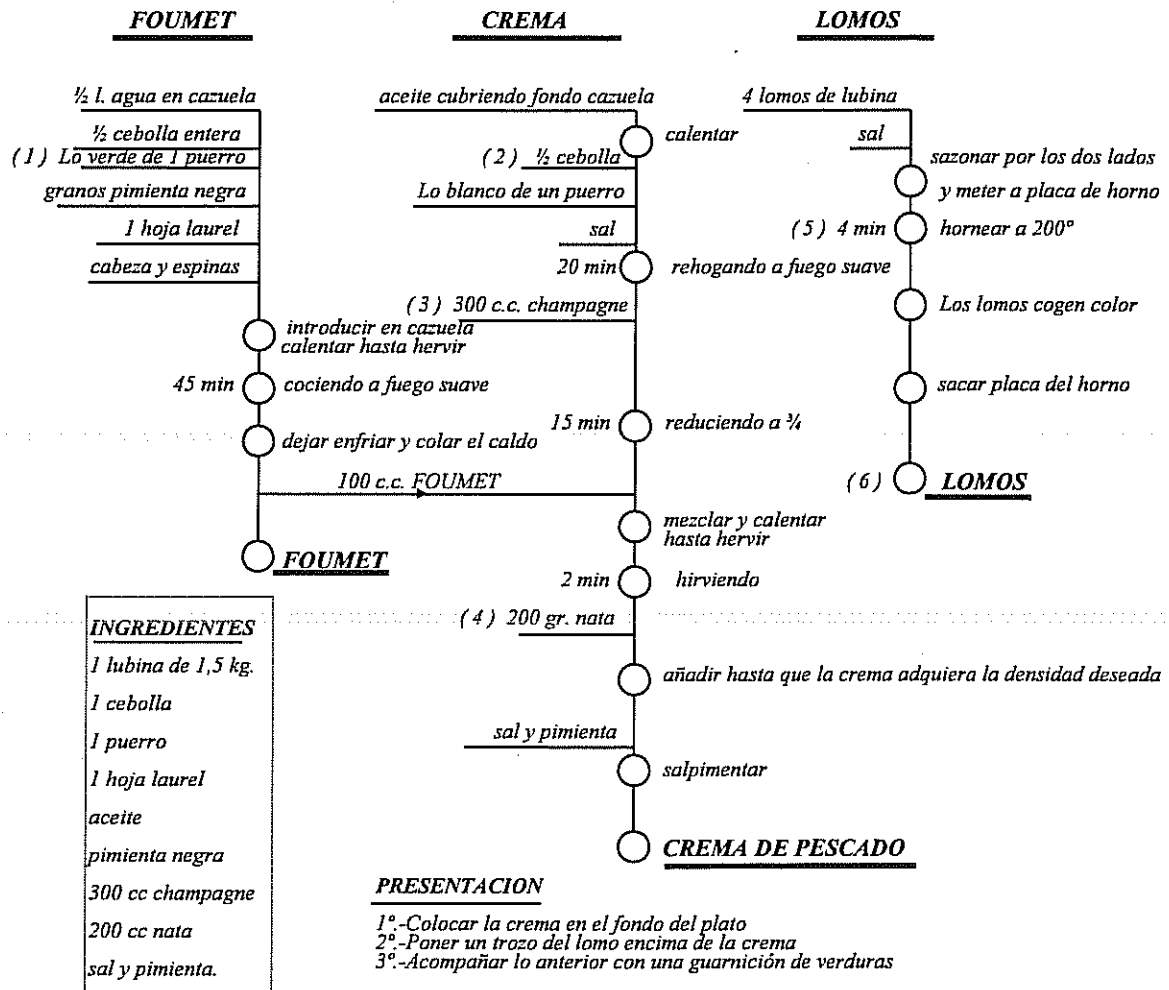 FOUMET
½ l. agua en cazuela
½ cebolla entera
( 1 ) Lo verde de 1 puerro
granos pimienta negra
1 hoja laurel
cabeza y espinas
introducir en cazuela
calentar hasta hervir
45 min cociendo a fuego suave
dejar enfriar y colar el caldo
100 c.c. FOUMET
FOUMET
CREMA
aceite cubriendo fondo cazuela
calentar
( 2 ) ½ cebolla
Lo blanco de un puerro
sal
20 min rehogando a fuego suave
( 3 ) 300 c.c. champagne
15 min reduciendo a ¾
mezclar y calentar
hasta hervir
2 min hirviendo
( 4 ) 200 gr. nata
añadir hasta que la crema adquiera la densidad deseada
sal y pimienta
salpimentar
CREMA DE PESCADO
LOMOS
4 lomos de lubina
sal
sazonar por los dos lados
y meter a placa de horno
( 5 ) 4 min hornear a 200º
Los lomos cogen color
sacar placa del horno
( 6 ) LOMOS
INGREDIENTES
1 lubina de 1,5 kg.
1 cebolla
1 puerro
1 hoja laurel
aceite
pimienta negra
300 cc champagne
200 cc nata
sal y pimienta.
PRESENTACION
1º.-Colocar la crema en el fondo del plato
2º.-Poner un trozo del lomo encima de la crema
3º.-Acompañar lo anterior con una guarnición de verduras